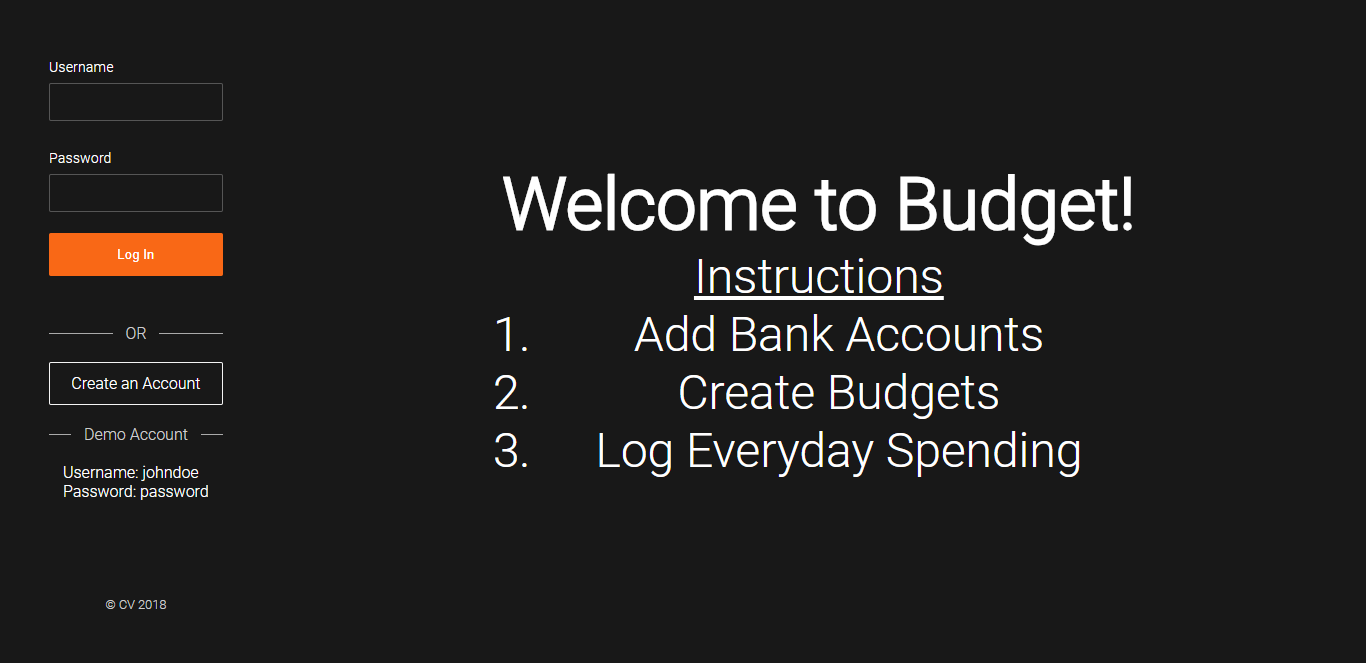 Username
Password
Log In
OR
Create an Account
Demo Account
Username: johndoe
Password: password
© CV 2018
Welcome to Budget!
Instructions
1. Add Bank Accounts
2. Create Budgets
3. Log Everyday Spending